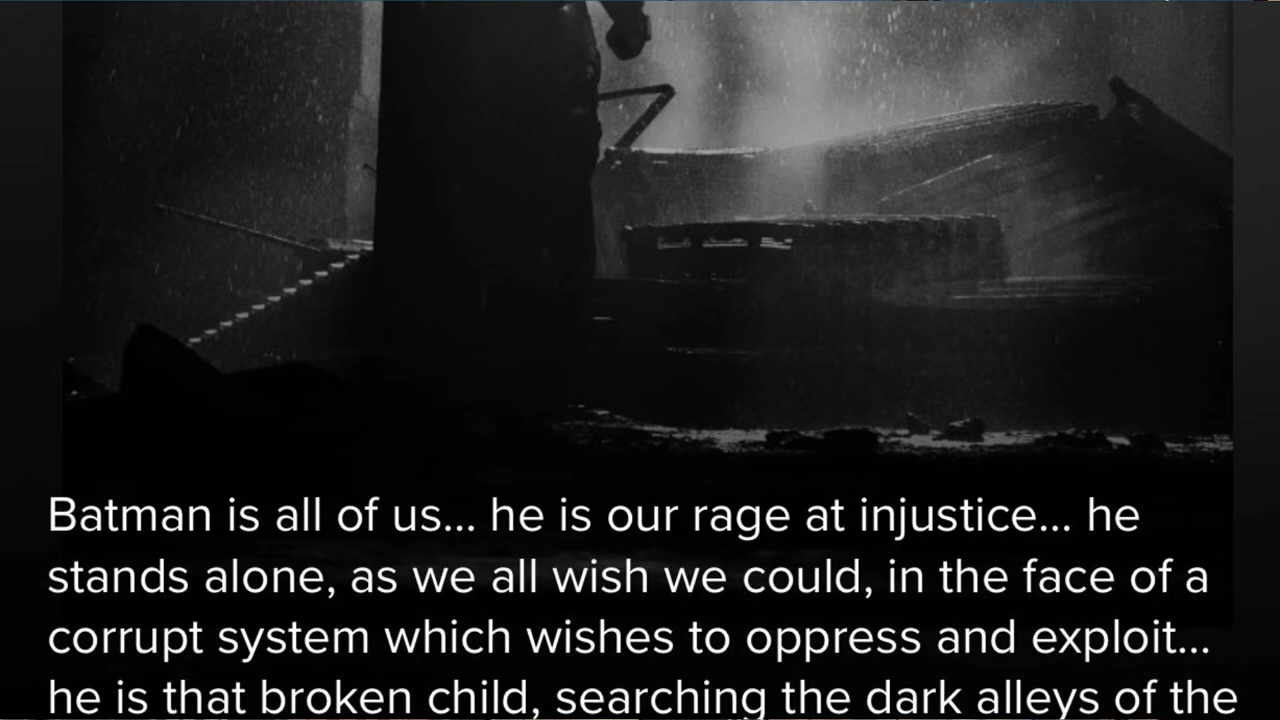 Batman is all of us... he is our rage at injustice... he
stands alone, as we all wish we could, in the face of a
corrupt system which wishes to oppress and exploit...
he is that broken child, searching the dark alleys of the